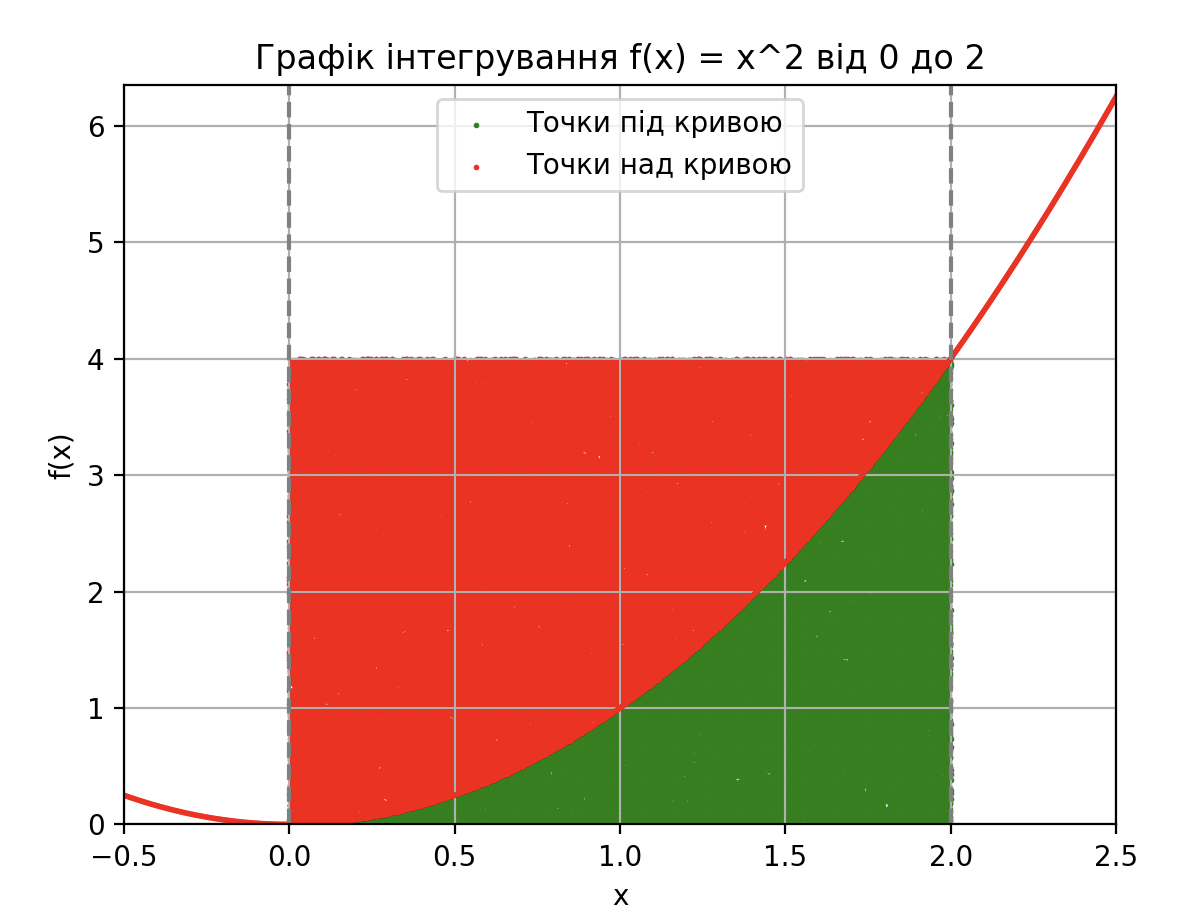 Графік інтегрування f(x) = x^2 від 0 до 2
Точки під кривою
Точки над кривою
6
5
4
3
2
1
0
f(x)
−0.5 0.0 0.5 1.0 1.5 2.0 2.5
x